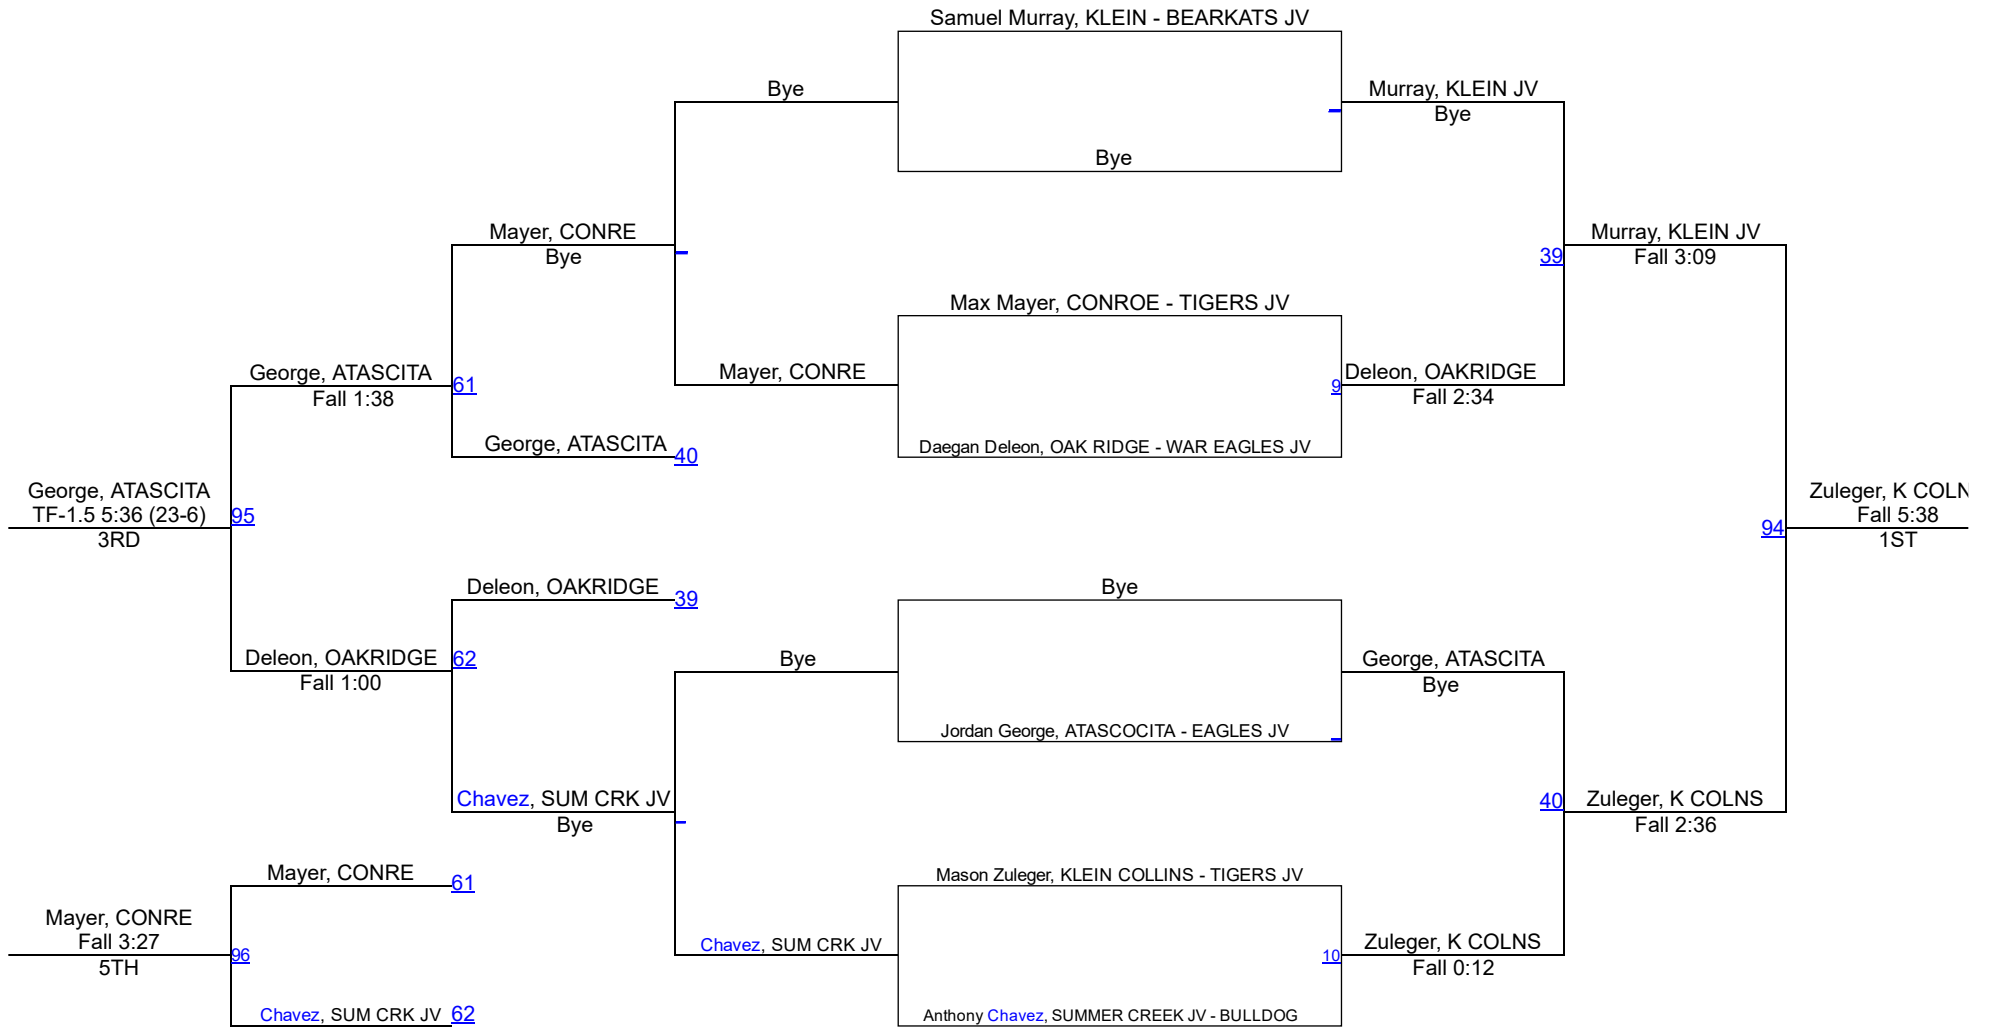 Samuel Murray, KLEIN - BEARKATS JV
Bye
Murray, KLEIN JV
Bye
Bye
Mayer, CONRE
Bye
Murray, KLEIN JV
39
Fall 3:09
Max Mayer, CONROE - TIGERS JV
George, ATASCITA
61
Fall 1:38
Mayer, CONRE
9
Deleon, OAKRIDGE
Fall 2:34
George, ATASCITA
40
Daegan Deleon, OAK RIDGE - WAR EAGLES JV
George, ATASCITA
TF-1.5 5:36 (23-6)
95
3RD
Zuleger, K COLN
Fall 5:38
94
1ST
Deleon, OAKRIDGE
39
Bye
Deleon, OAKRIDGE
62
Fall 1:00
Bye
George, ATASCITA
Bye
Jordan George, ATASCOCITA - EAGLES JV
Chavez, SUM CRK JV
Bye
40
Zuleger, K COLNS
Fall 2:36
Mayer, CONRE
61
Mason Zuleger, KLEIN COLLINS - TIGERS JV
Mayer, CONRE
Fall 3:27
96
5TH
Chavez, SUM CRK JV
10
Zuleger, K COLNS
Fall 0:12
Chavez, SUM CRK JV
62
Anthony Chavez, SUMMER CREEK JV - BULLDOG